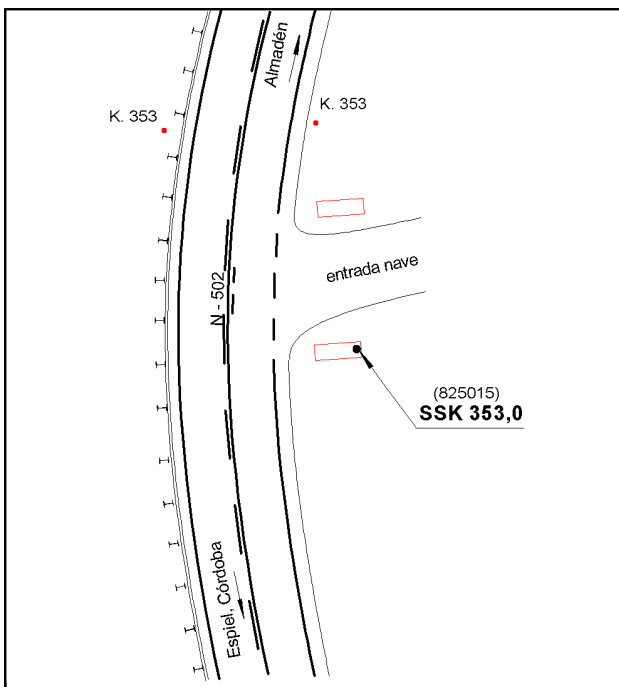 Almadén
K. 353
K. 353
entrada nave
N - 502
(825015)
SSK 353,0
Espiel, Córdoba